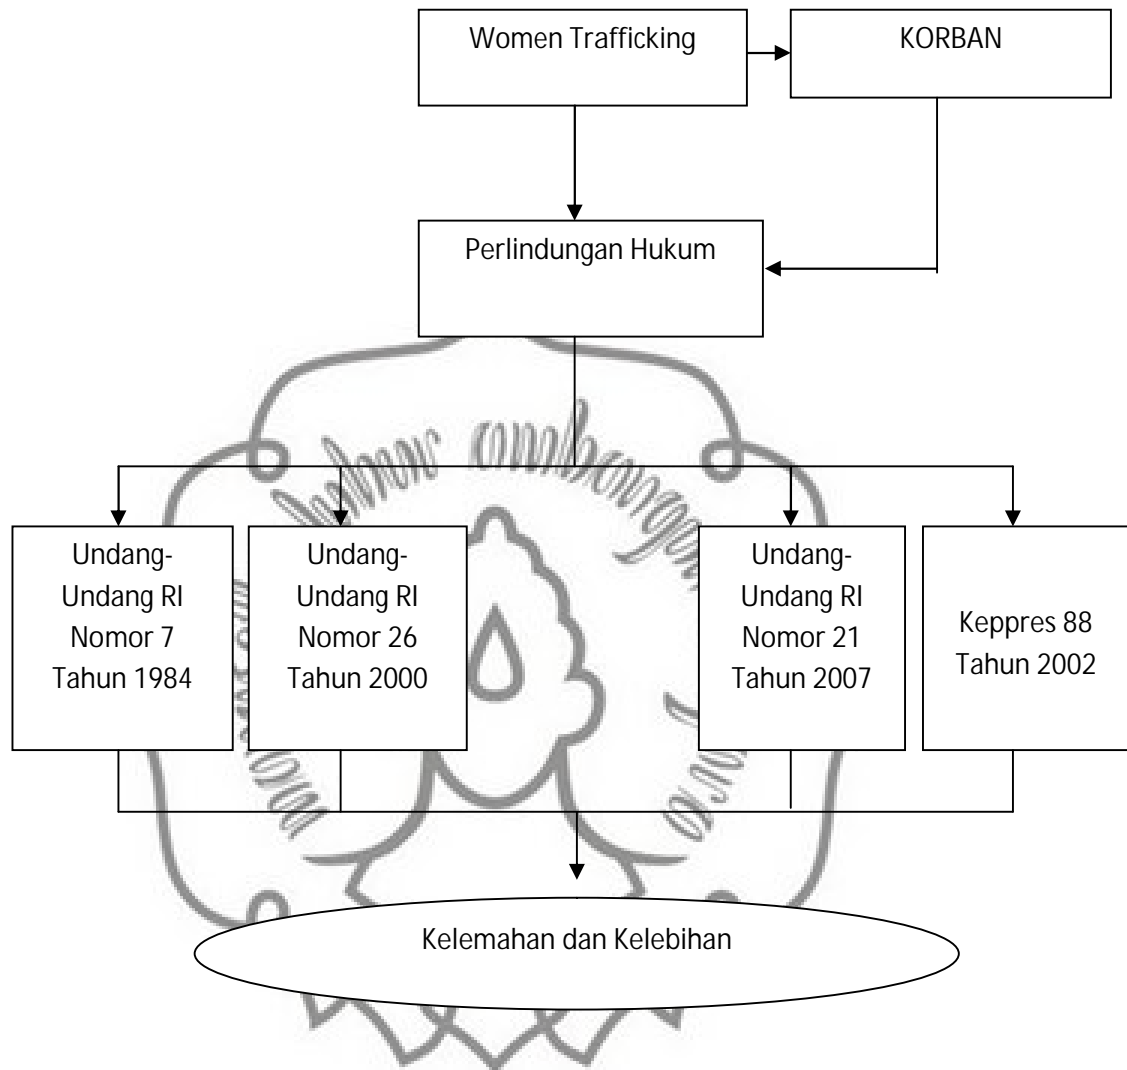 Women Trafficking
KORBAN
Perlindungan Hukum
Undang-
Undang RI
Nomor 7
Tahun 1984
Undang-
Undang RI
Nomor 26
Tahun 2000
Undang-
Undang RI
Nomor 21
Tahun 2007
Keppres 88
Tahun 2002
Kelemahan dan Kelebihan